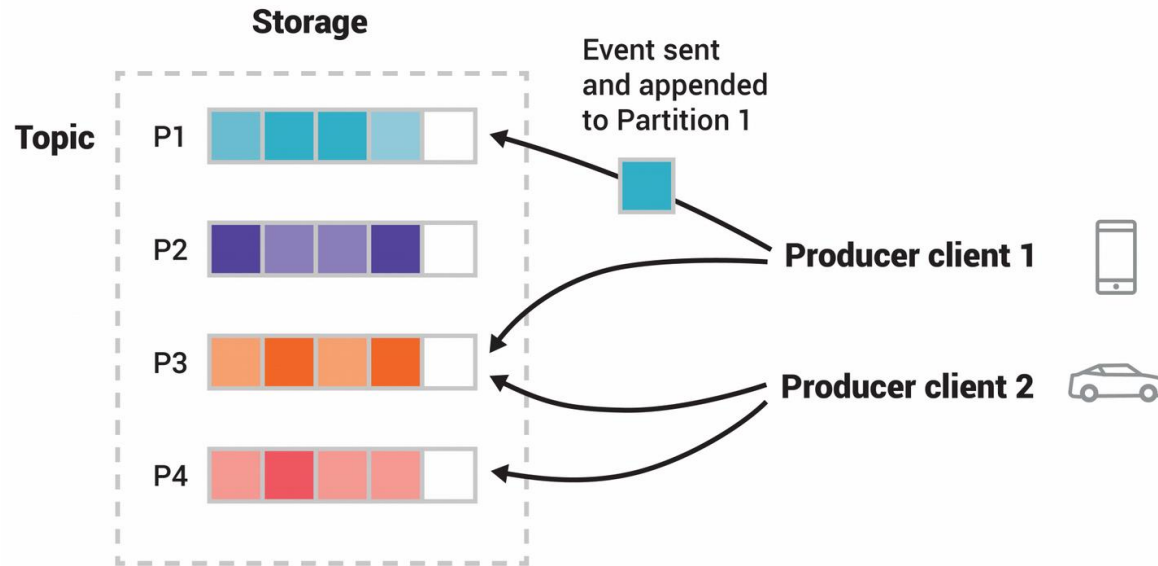 Storage
Event sent
and appended
to Partition 1
Topic
P1
P2
Producer client 1
P3
Producer client 2
P4